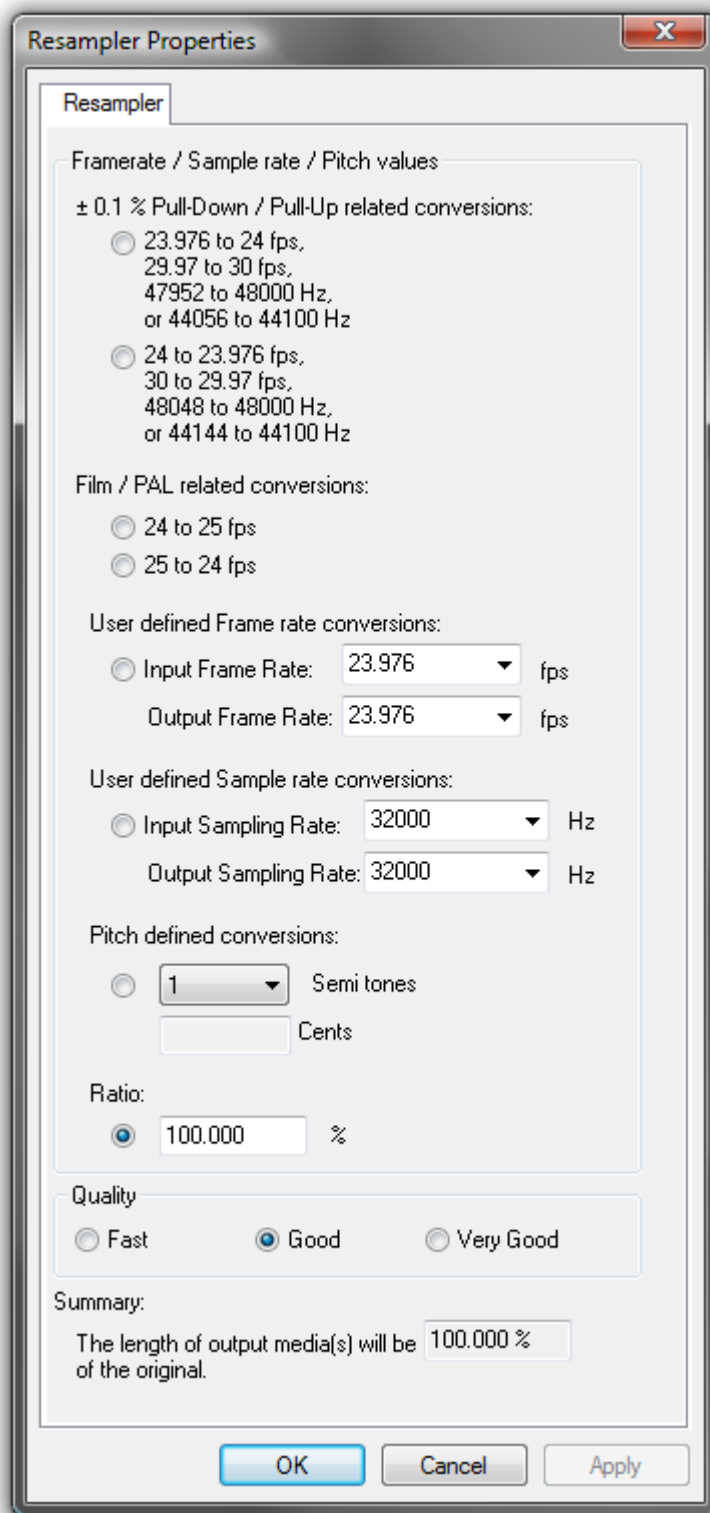 Resampler Properties
Resampler
Framerate / Sample rate / Pitch values
± 0.1 % Pull-Down / Pull-Up related conversions:
23.976 to 24 fps,
29.97 to 30 fps,
47952 to 48000 Hz,
or 44056 to 44100 Hz
24 to 23.976 fps,
30 to 29.97 fps,
48048 to 48000 Hz,
or 44144 to 44100 Hz
Film / PAL related conversions:
24 to 25 fps
25 to 24 fps
User defined Frame rate conversions:
Input Frame Rate: 23.976 fps
Output Frame Rate: 23.976 fps
User defined Sample rate conversions:
Input Sampling Rate: 32000 Hz
Output Sampling Rate: 32000 Hz
Pitch defined conversions:
1 Semi tones
Cents
Ratio:
100.000 %
Quality
Fast Good Very Good
Summary:
The length of output media(s) will be 100.000 %
of the original.
OK Cancel Apply